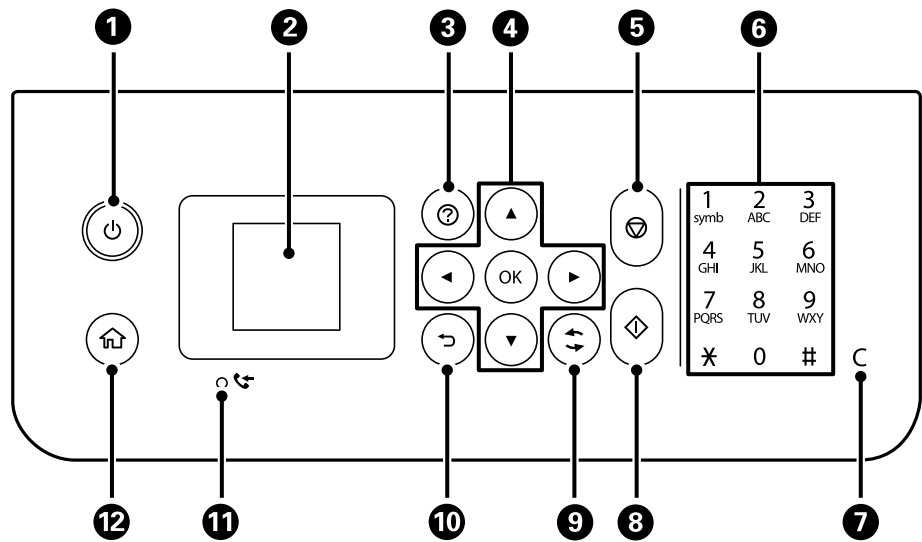 1 2 3 4 5 6
1 2 3
symb ABC DEF
?
4 5 6
GHI JKL MNO
OK
7 8 9
PQRS TUV WXY
* 0 # C
12 11 10 9 8 7